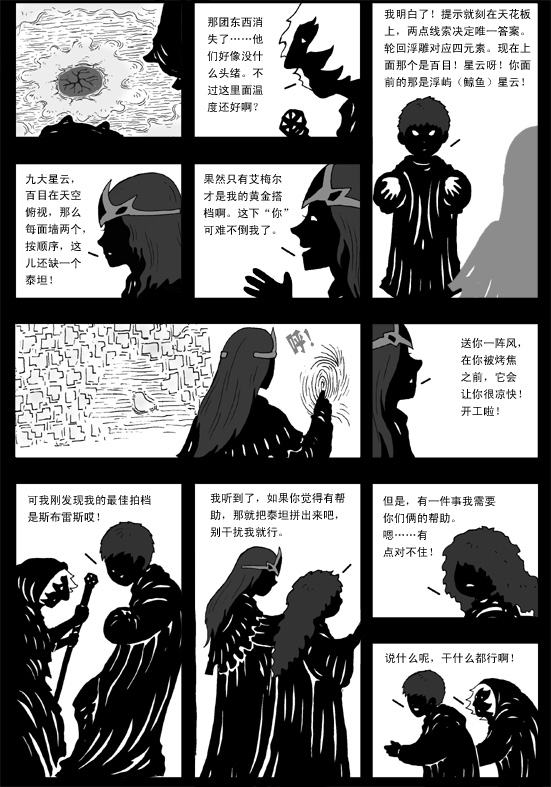 那团东西消
失了……他
们好像没什
么头绪。不
过这里面温
度还好啊？
我明白了！提示就刻在天花板
上，两点线索决定唯一答案。
轮回浮雕对应四元素。现在上
面那个是百目！星云呀！你面
前的那是浮屿（鲸鱼）星云！
九大星云，
百目在天空
俯视，那么
每面墙两个，
按顺序，这
儿还缺一个
泰坦！
果然只有艾梅尔
才是我的黄金搭
档啊。这下“你”
可难不倒我了。
呼！
送你一阵风，
在你被烤焦
之前，它会
让你很凉快！
开工啦！
可我刚发现我的最佳拍档
是斯布雷斯哎！
我听到了，如果你觉得有帮
助，那就把泰坦拼出来吧，
别干扰我就行。
但是，有一件事我需要
你们俩的帮助。
嗯……有
点对不住！
说什么呢，干什么都行啊！